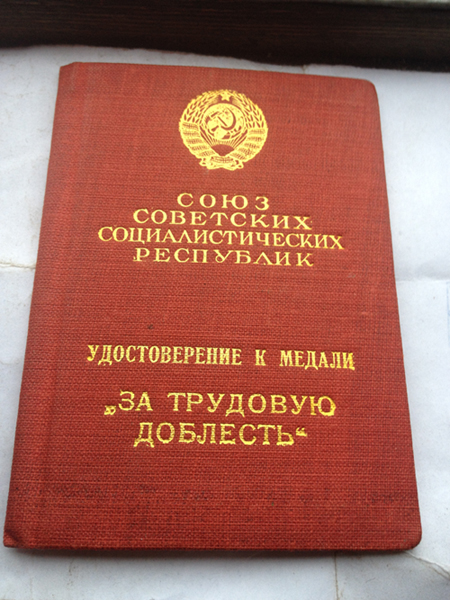 СОЮЗ
СОВЕТСКИХ
СОЦИАЛИСТИЧЕСКИХ
РЕСПУБЛИК
УДОСТОВЕРЕНИЕ К МЕДАЛИ
„ЗА ТРУДОВУЮ
ДОБЛЕСТЬ“